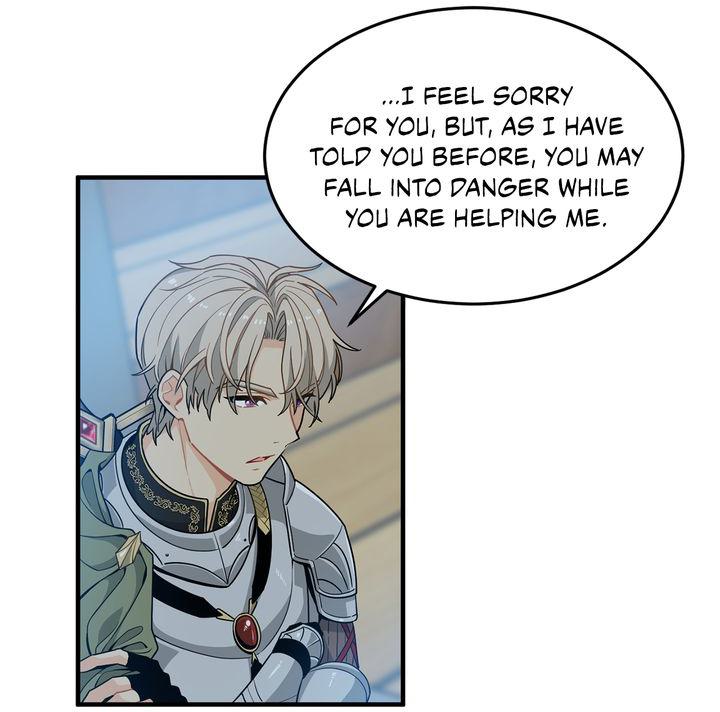 ...I FEEL SORRY
FOR YOU, BUT, AS I HAVE
TOLD YOU BEFORE, YOU MAY
FALL INTO DANGER WHILE
YOU ARE HELPING ME.